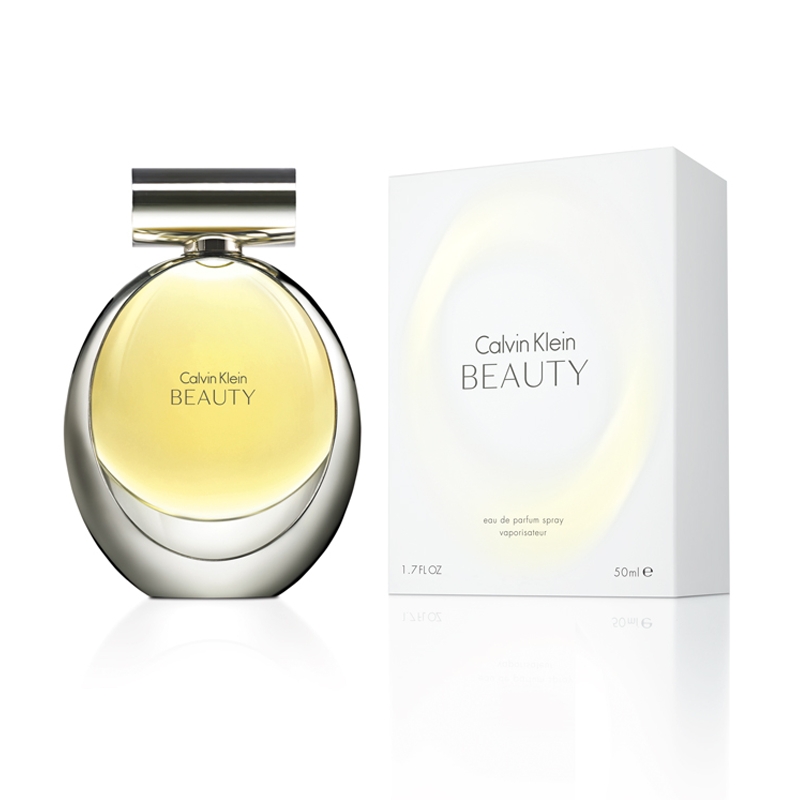 Calvin Klein
BEAUTY
Calvin Klein
BEAUTY
eau de parfum spray
vaporisateur
1.7 FL OZ
50ml ℮